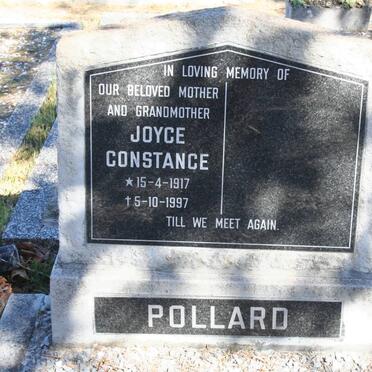 IN LOVING MEMORY OF
OUR BELOVED MOTHER
AND GRANDMOTHER
JOYCE
CONSTANCE
★15-4-1917
†5-10-1997
TILL WE MEET AGAIN.
POLLARD